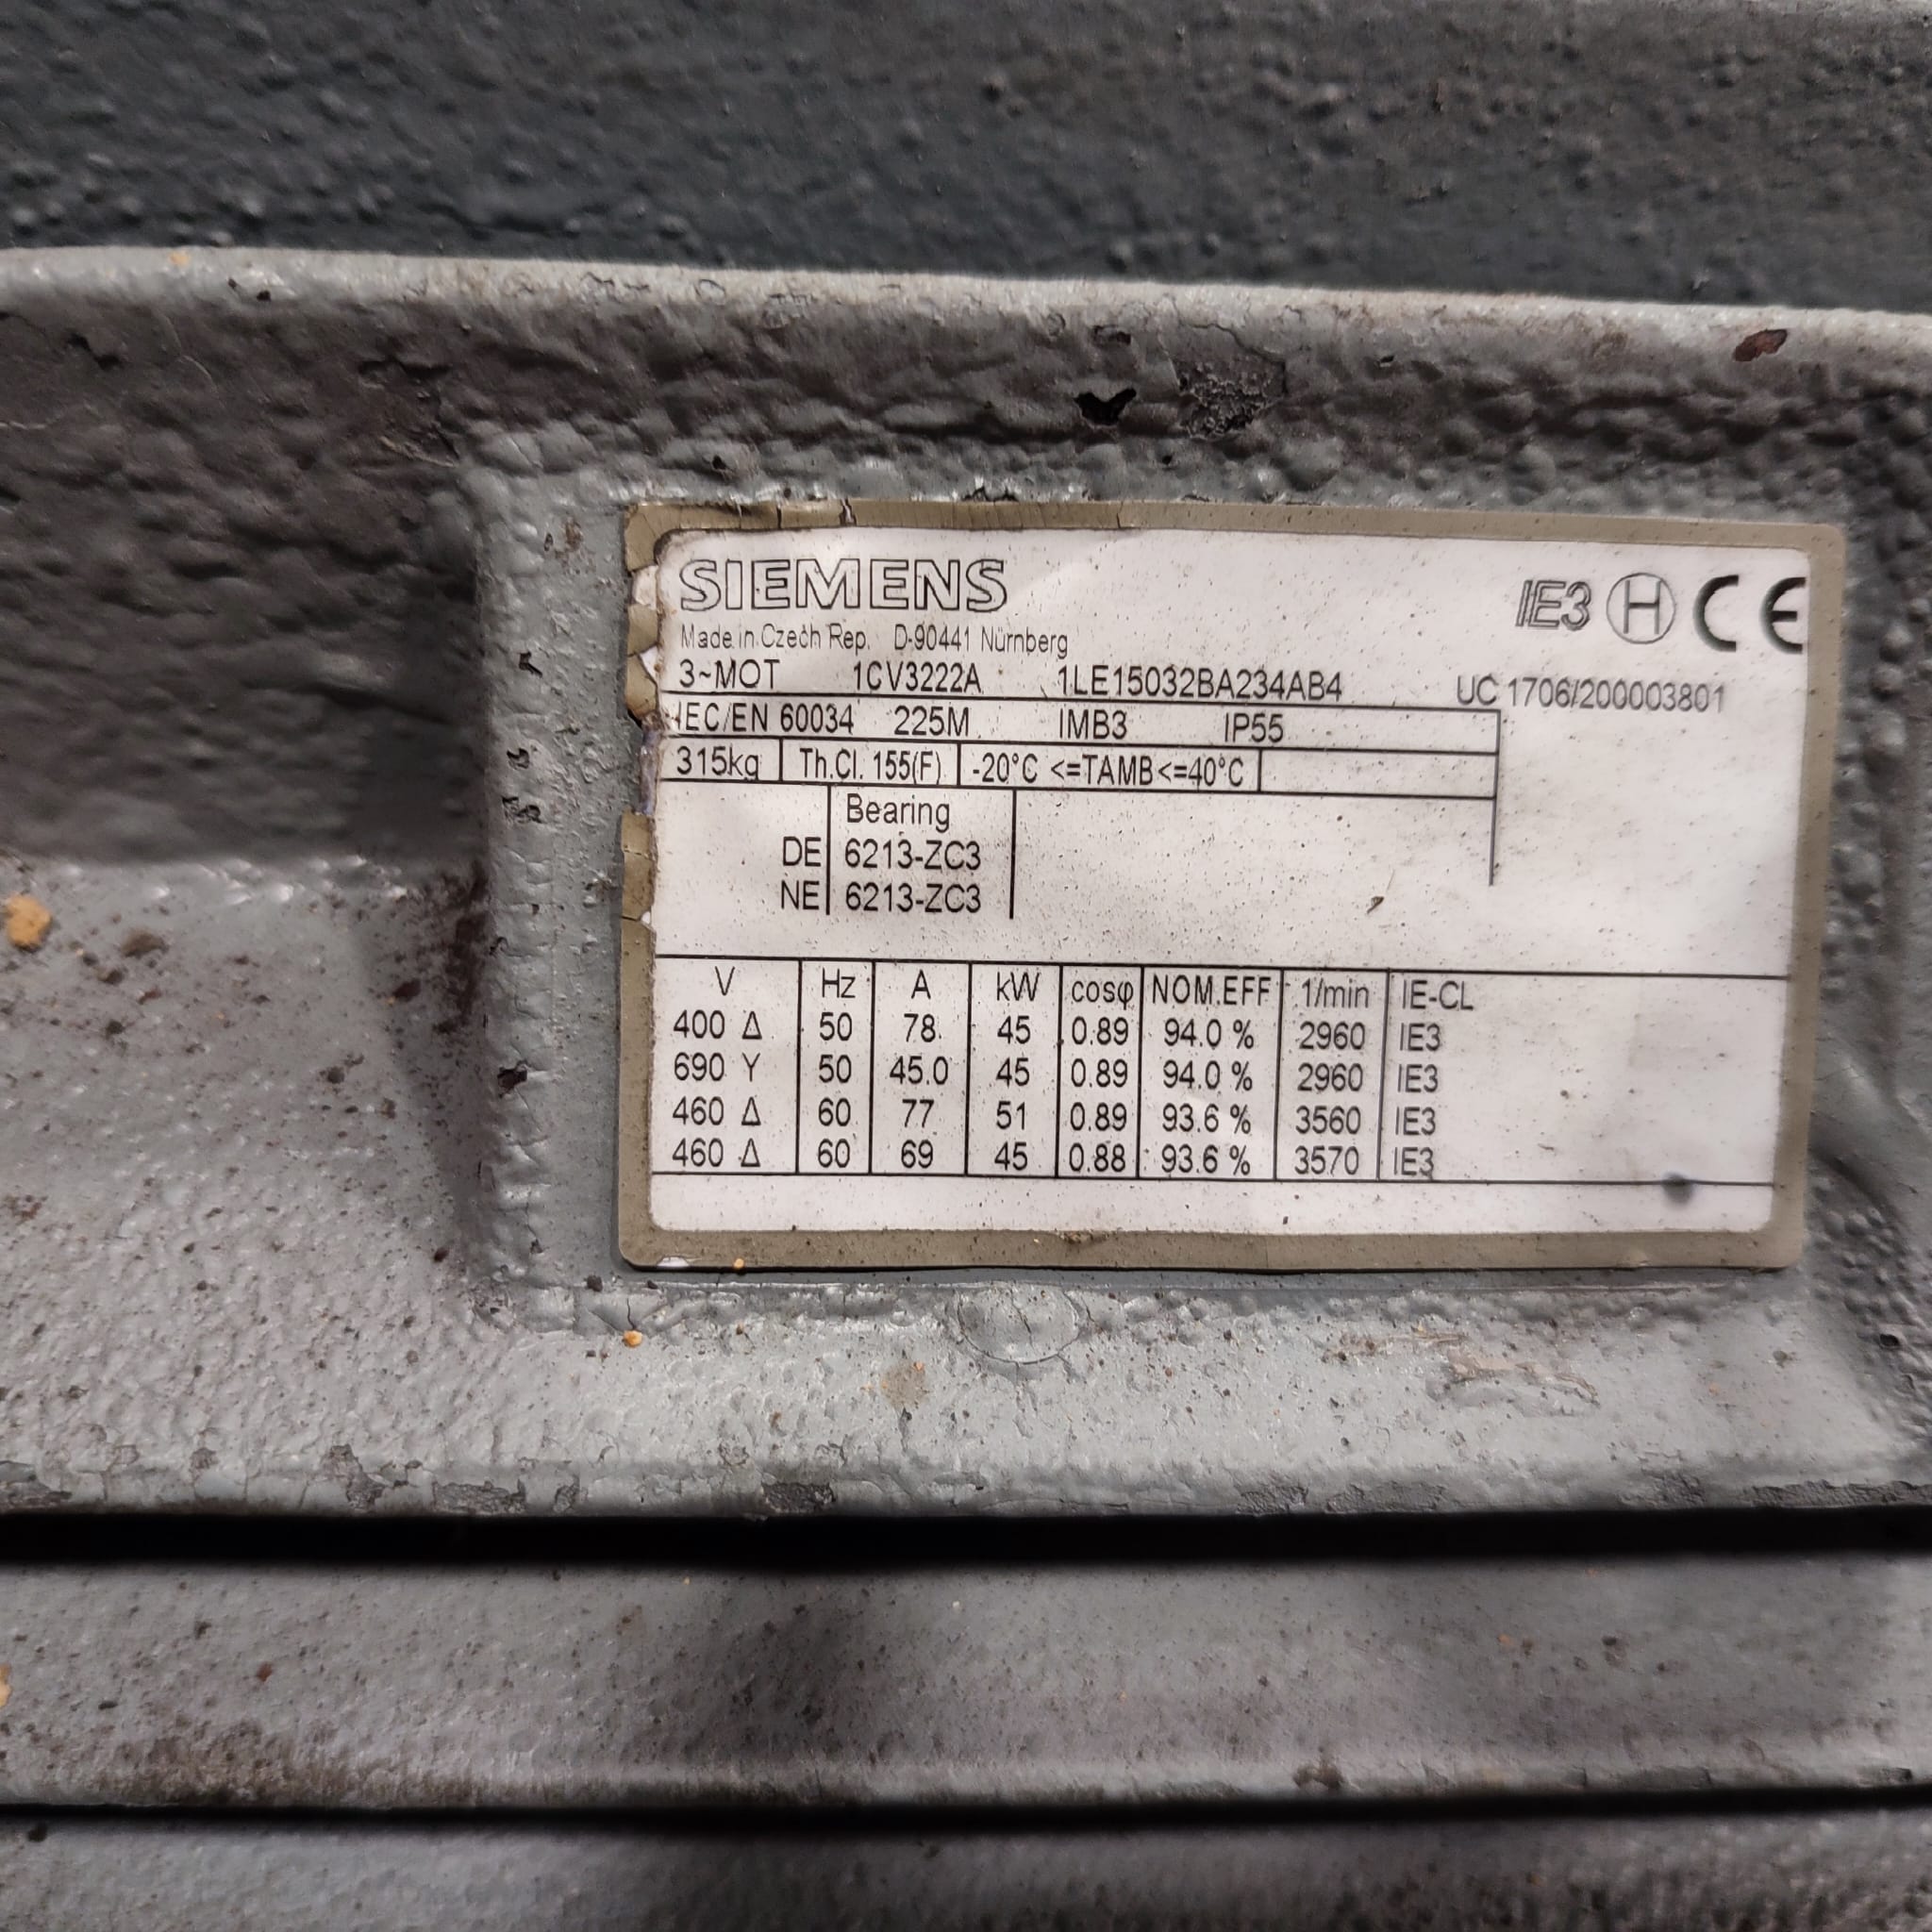 SIEMENS IE3 H CE
Made in Czech Rep. D-90441 Nürnberg
3~MOT 1CV3222A 1LE15032BA234AB4 UC 1706/200003801
IEC/EN 60034 225M IMB3 IP55
315kg Th.Cl. 155(F) -20°C <=TAMB<=40°C
Bearing
DE 6213-ZC3
NE 6213-ZC3
V Hz A kW cosφ NOM.EFF 1/min IE-CL
400 Δ 50 78 45 0.89 94.0 % 2960 IE3
690 Y 50 45.0 45 0.89 94.0 % 2960 IE3
460 Δ 60 77 51 0.89 93.6 % 3560 IE3
460 Δ 60 69 45 0.88 93.6 % 3570 IE3